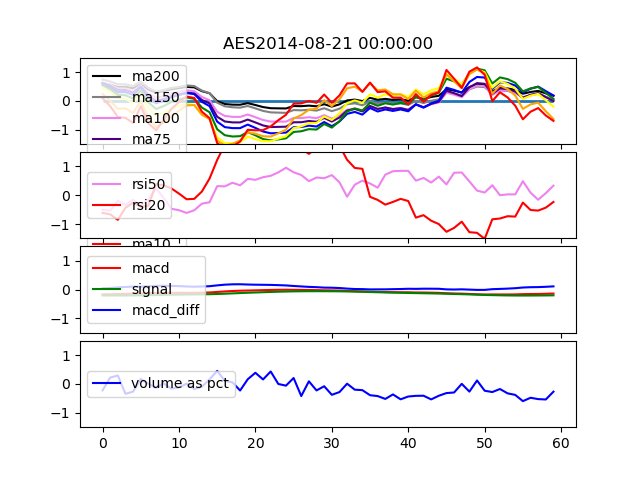 AES2014-08-21 00:00:00
1
0
−1
ma200
ma150
ma100
ma75
1
0
−1
rsi50
rsi20
ma10
1
0
−1
macd
signal
macd_diff
1
0
−1
volume as pct
0 10 20 30 40 50 60